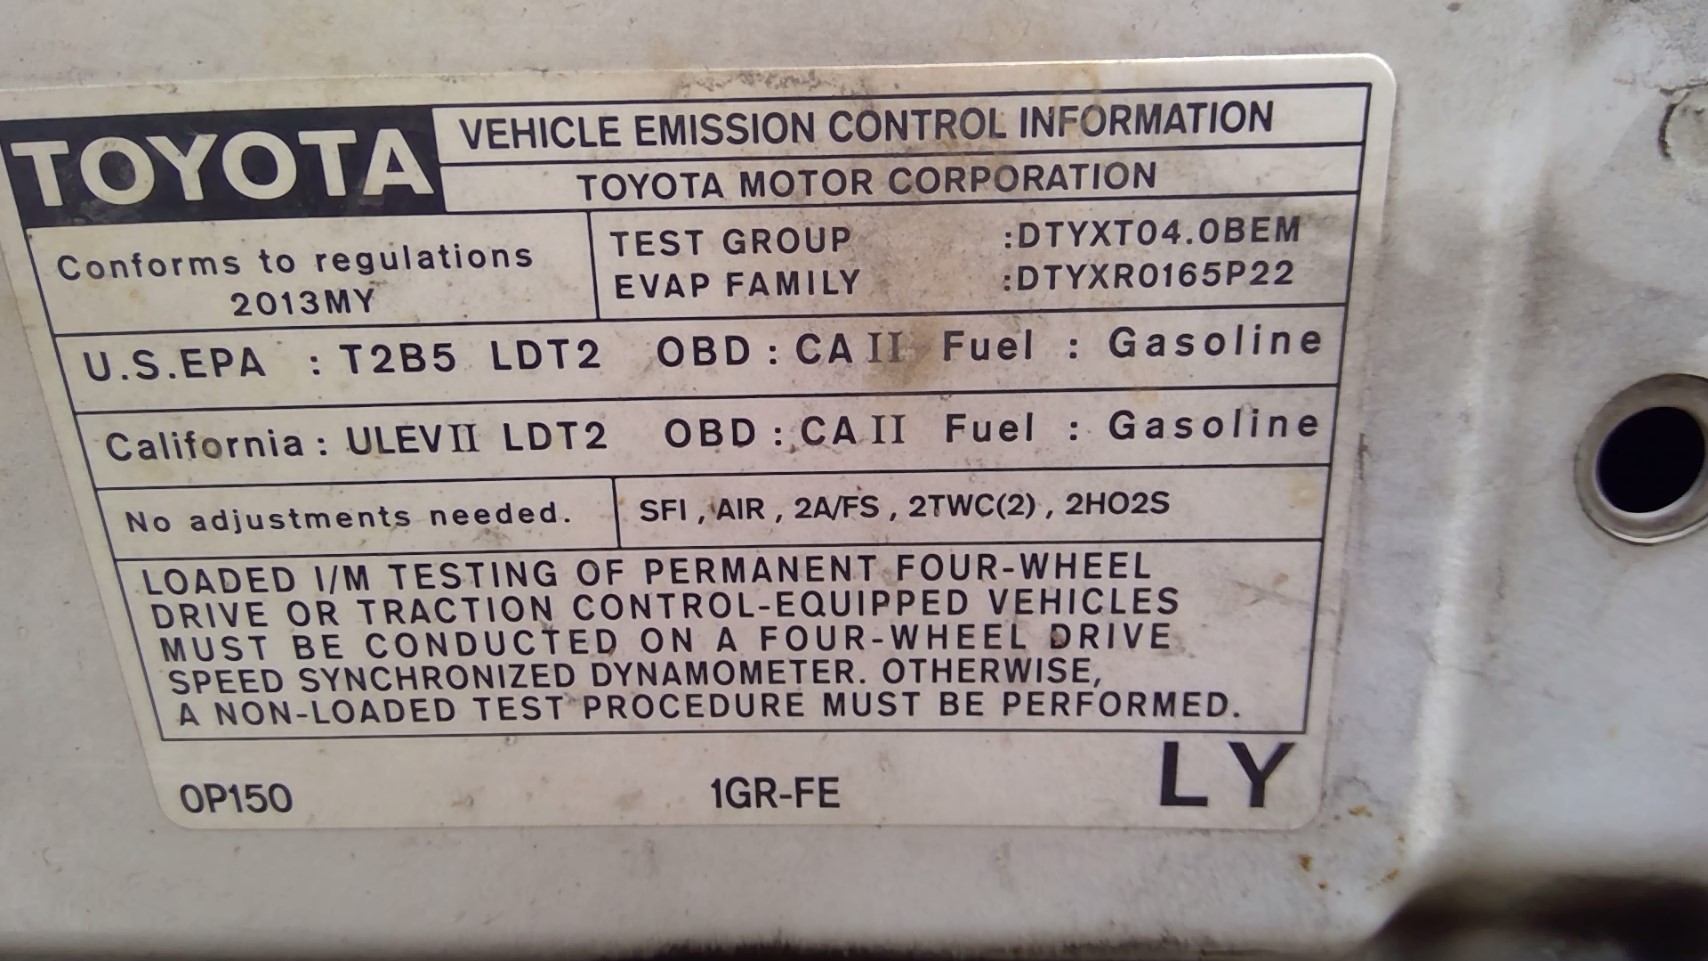 TOYOTA
VEHICLE EMISSION CONTROL INFORMATION
TOYOTA MOTOR CORPORATION
Conforms to regulations
2013MY
TEST GROUP :DTYXT04.0BEM
EVAP FAMILY :DTYXR0165P22
U.S.EPA : T2B5 LDT2 OBD : CA II Fuel : Gasoline
California : ULEV II LDT2 OBD : CA II Fuel : Gasoline
No adjustments needed.
SFI , AIR , 2A/FS , 2TWC(2) , 2HO2S
LOADED I/M TESTING OF PERMANENT FOUR-WHEEL
DRIVE OR TRACTION CONTROL-EQUIPPED VEHICLES
MUST BE CONDUCTED ON A FOUR-WHEEL DRIVE
SPEED SYNCHRONIZED DYNAMOMETER. OTHERWISE,
A NON-LOADED TEST PROCEDURE MUST BE PERFORMED.
0P150 1GR-FE LY